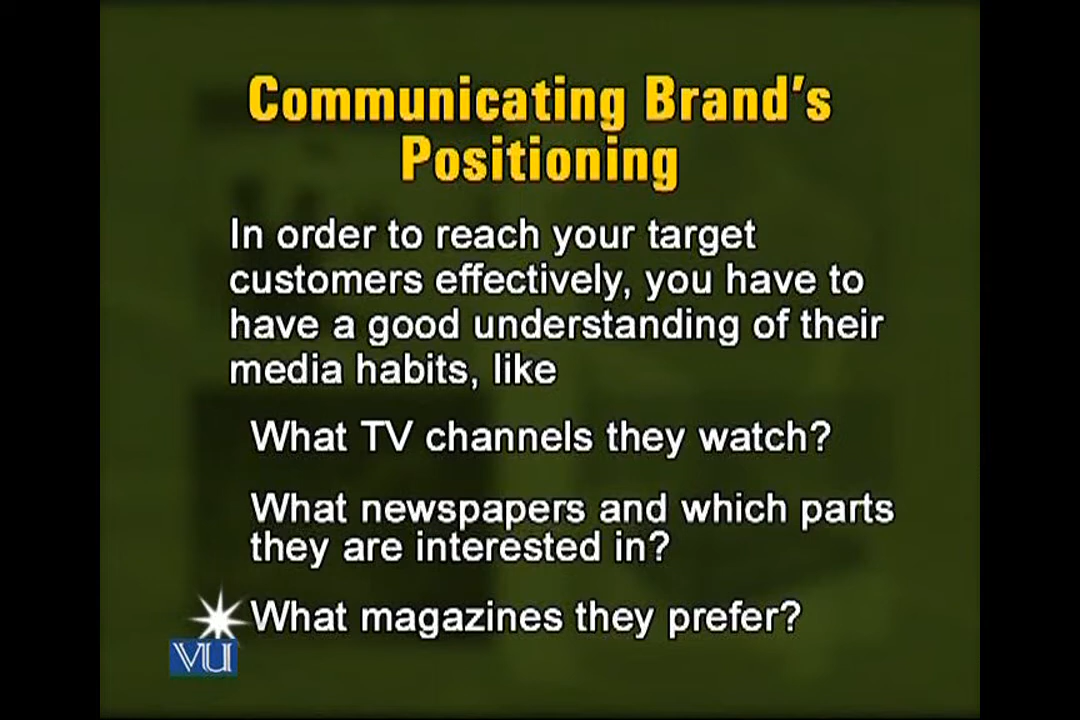 Communicating Brand's
Positioning
In order to reach your target
customers effectively, you have to
have a good understanding of their
media habits, like
What TV channels they watch?
What newspapers and which parts
they are interested in?
What magazines they prefer?
VU